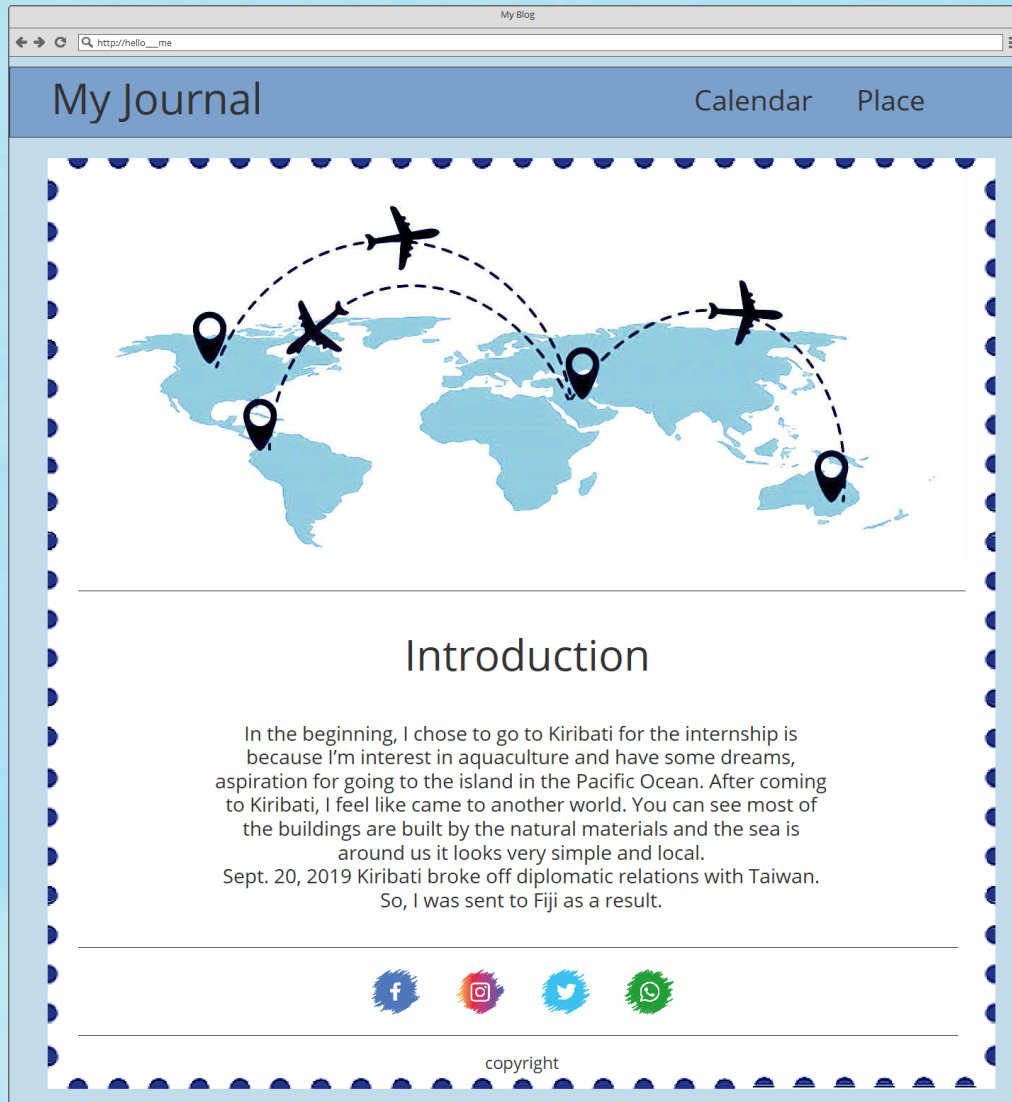 My Blog
http://hello___me
My Journal
Calendar
Place
Introduction
In the beginning, I chose to go to Kiribati for the internship is
because I'm interest in aquaculture and have some dreams,
aspiration for going to the island in the Pacific Ocean. After coming
to Kiribati, I feel like came to another world. You can see most of
the buildings are built by the natural materials and the sea is
around us it looks very simple and local.
Sept. 20, 2019 Kiribati broke off diplomatic relations with Taiwan.
So, I was sent to Fiji as a result.
copyright